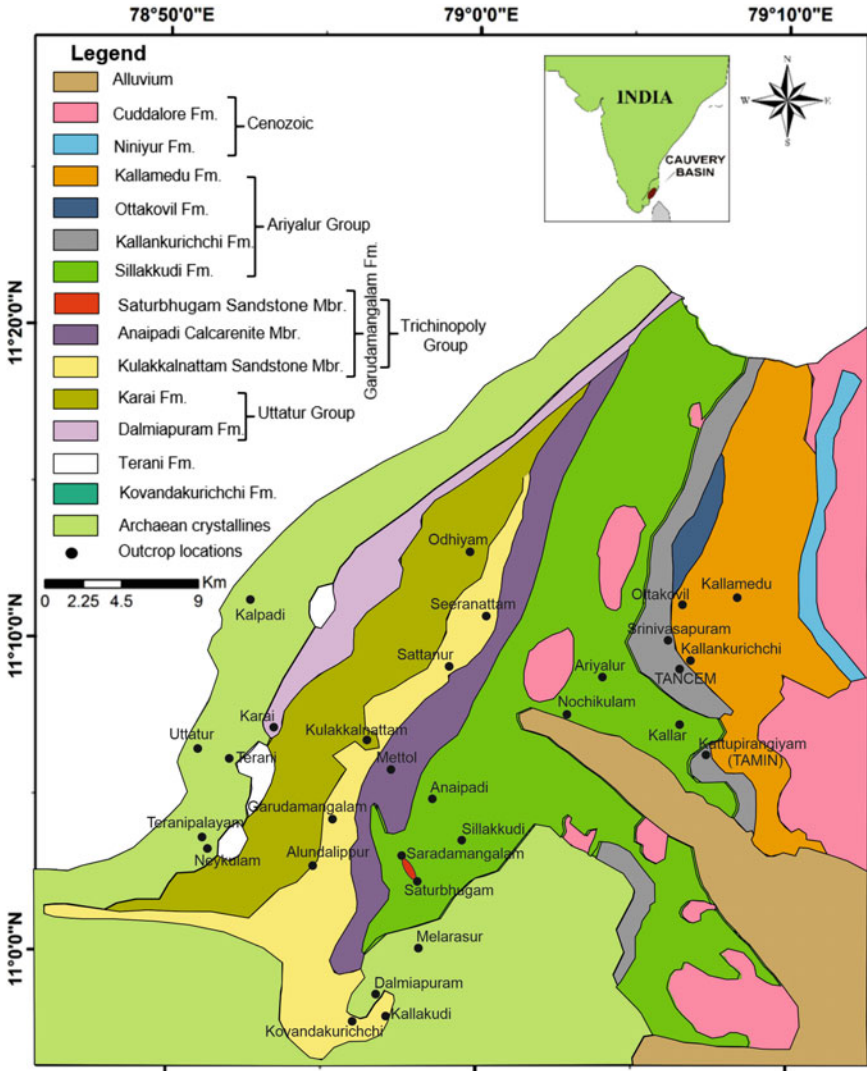 78°50'0"E
79°0'0"E
79°10'0"E
Legend
Alluvium
Cuddalore Fm.
Niniyur Fm.
Cenozoic
Kallamedu Fm.
Ottakovil Fm.
Kallankurichchi Fm.
Sillakkudi Fm.
Ariyalur Group
Saturbhugam Sandstone Mbr.
Anaipadi Calcarenite Mbr.
Kulakkalnattam Sandstone Mbr.
Garudamangalam Fm.
Trichinopoly
Group
Karai Fm.
Dalmiapuram Fm.
Uttatur Group
Terani Fm.
Kovandakurichchi Fm.
Archaean crystallines
Outcrop locations
Km
0 2.25 4.5 9
INDIA
CAUVERY
BASIN
N
W
E
S
11°20'0"N
11°10'0"N
11°0'0"N
Odhiyam
Kalpadi
Seeranattam
Ottakovil
Kallamedu
Srinivasapuram
Sattanur
Kallankurichchi
Ariyalur
TANCEM
Nochikulam
Karai
Kallar
Uttatur
Kulakkalnattam
Terani
Mettol
Kattupirangiyam
(TAMIN)
Anaipadi
Garudamangalam
Teranipalayam
Sillakkudi
Neykulam
Alundalippur
Saradamangalam
Saturbhugam
Melarasur
Dalmiapuram
Kallakudi
Kovandakurichchi